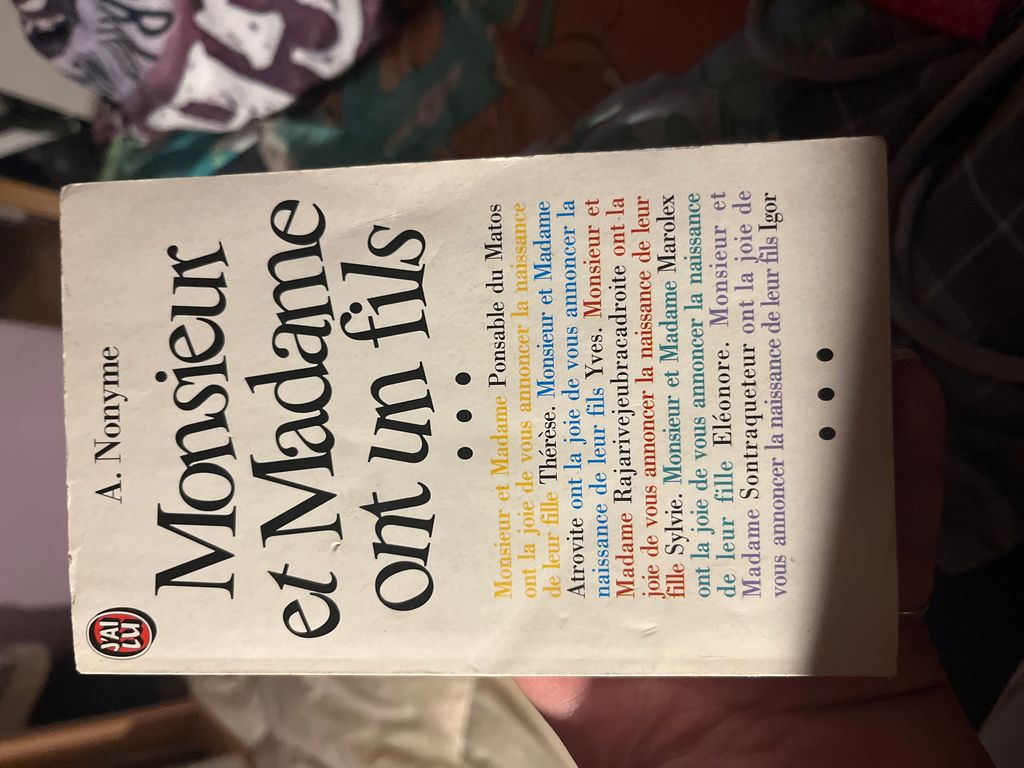 J'AI LU
A. Nonyme
Monsieur
et Madame
ont un fils
...
Monsieur et Madame Ponsable du Matos
ont la joie de vous annoncer la naissance
de leur fille Thérèse. Monsieur et Madame
Atrovite ont la joie de vous annoncer la
naissance de leur fils Yves. Monsieur et
Madame Rajarivejeubracadroite ont la
joie de vous annoncer la naissance de leur
fille Sylvie. Monsieur et Madame Marolex
ont la joie de vous annoncer la naissance
de leur fille Eléonore. Monsieur et
Madame Sontraqueteur ont la joie de
vous annoncer la naissance de leur fils Igor
...